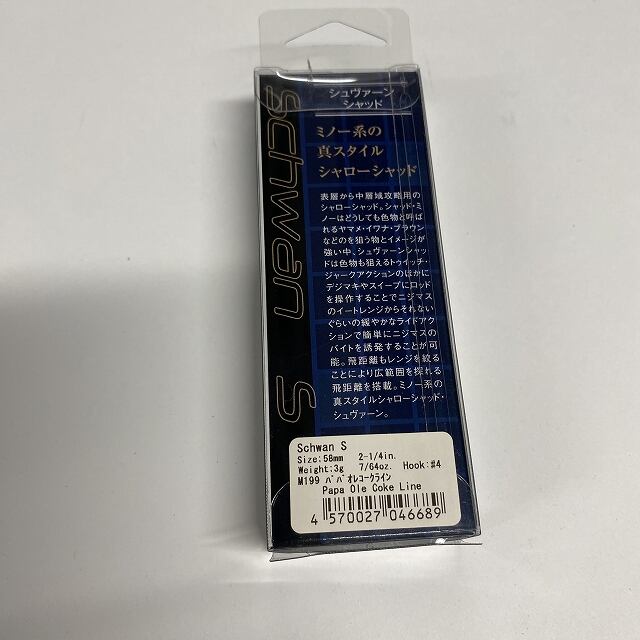 シュヴァーン
シャッド
Schwan S
ミノー系の
真スタイル
シャローシャッド
表層から中層域攻略用の
シャローシャッド。シャッド・ミ
ノーはどうしても色物と呼ば
れるヤマメ・イワナ・ブラウン
などのを狙う物とイメージが
強い中、シュヴァーンシャッ
ドは色物も狙えるトゥイッチ・
ジャークアクションのほかに
デジマキやスイープにロッド
を操作することでニジマス
のイートレンジからそれない
ぐらいの緩やかなライドアク
ションで簡単にニジマスの
バイトを誘発することが可
能。飛距離もレンジを絞る
ことにより広範囲を探れる
飛距離を搭載。ミノー系の
真スタイルシャローシャッド・
シュヴァーン。
Schwan S
Size:58mm 2-1/4in.
Weight:3g 7/64oz. Hook:#4
M199 パパオレコークライン
Papa Ole Coke Line
4 570027 046689